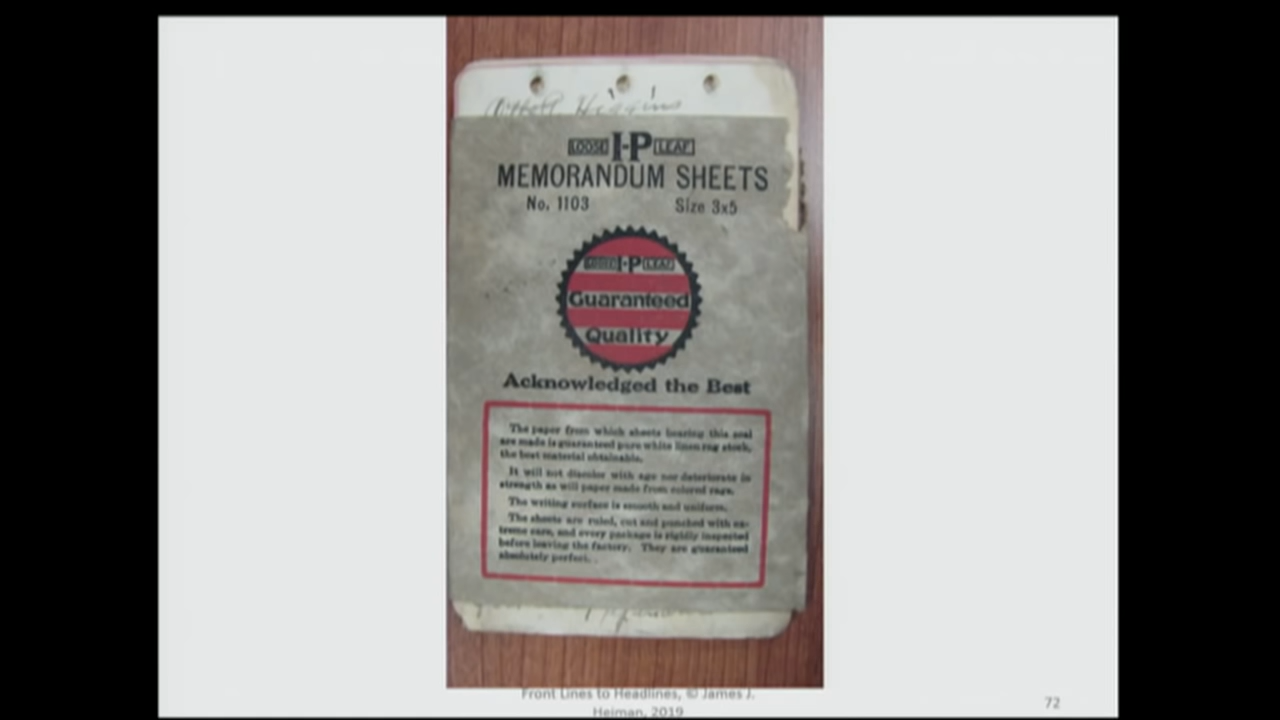 Higgins
LOOSE I-P LEAF
MEMORANDUM SHEETS
No. 1103 Size 3x5
LOOSE I-P LEAF
Guaranteed
Quality
Acknowledged the Best
The paper from which sheets bearing this seal
are made is guaranteed pure white linen rag stock,
the best material obtainable.
It will not discolor with age nor deteriorate in
strength as will paper made from colored rags.
The writing surface is smooth and uniform.
The sheets are ruled, cut and punched with ex-
treme care, and every package is rigidly inspected
before leaving the factory. They are guaranteed
absolutely perfect.
Front Lines to Headlines, © James J.
Heiman, 2019
72